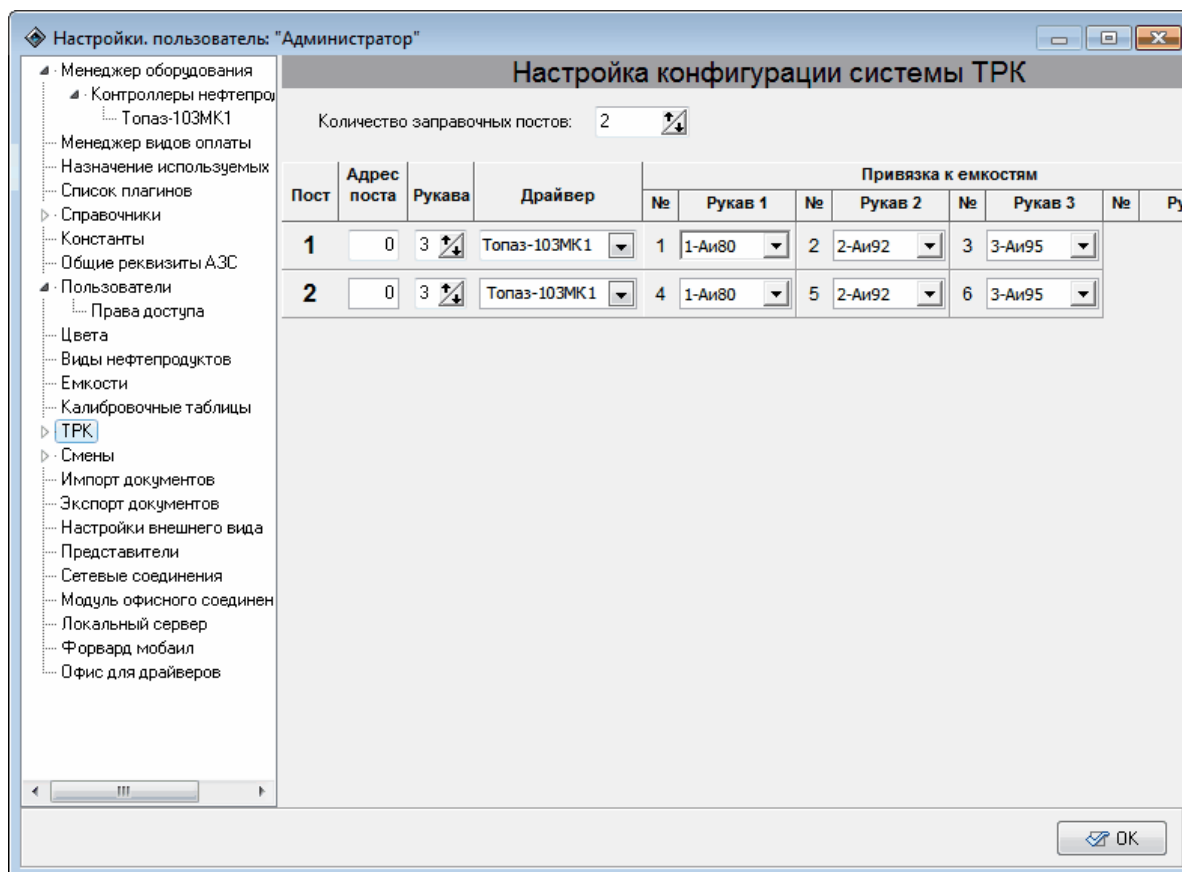 Настройки. пользователь: "Администратор"
Менеджер оборудования
Контроллеры нефтепро
Топаз-103МК1
Менеджер видов оплаты
Назначение используемых
Список плагинов
Справочники
Константы
Общие реквизиты АЗС
Пользователи
Права доступа
Цвета
Виды нефтепродуктов
Емкости
Калибровочные таблицы
ТРК
Смены
Импорт документов
Экспорт документов
Настройки внешнего вида
Представители
Сетевые соединения
Модуль офисного соединен
Локальный сервер
Форвард мобаил
Офис для драйверов
Настройка конфигурации системы ТРК
Количество заправочных постов: 2
Пост Адрес поста Рукава Драйвер Привязка к емкостям
№ Рукав 1 № Рукав 2 № Рукав 3 № Ру
1 0 3 Топаз-103МК1 1 1-Аи80 2 2-Аи92 3 3-Аи95
2 0 3 Топаз-103МК1 4 1-Аи80 5 2-Аи92 6 3-Аи95
OK